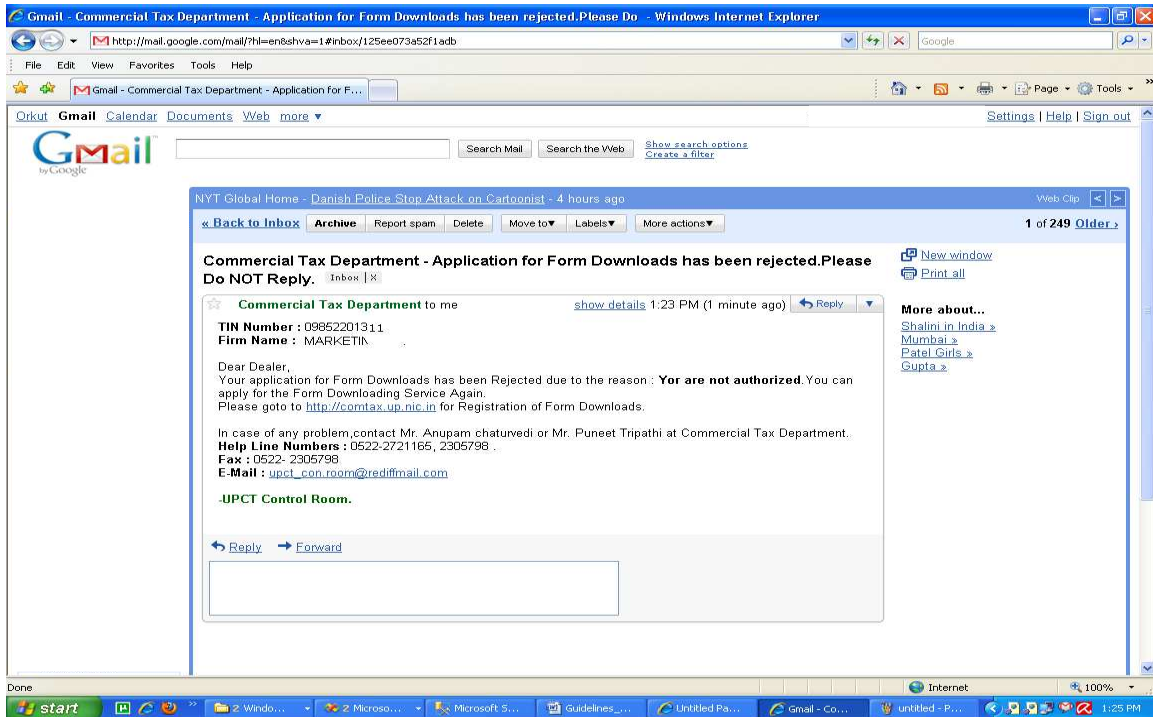 Gmail - Commercial Tax Department - Application for Form Downloads has been rejected.Please Do - Windows Internet Explorer
http://mail.google.com/mail/?hl=en&shva=1#inbox/125ee073a52f1adb
Google
File Edit View Favorites Tools Help
Gmail - Commercial Tax Department - Application for F...
Page Tools
Orkut Gmail Calendar Documents Web more ▼
Settings | Help | Sign out
Gmail
by Google
Search Mail Search the Web
Show search options
Create a filter
NYT Global Home - Danish Police Stop Attack on Cartoonist - 4 hours ago
Web Clip < >
« Back to Inbox Archive Report spam Delete Move to▼ Labels▼ More actions▼
1 of 249 Older ›
Commercial Tax Department - Application for Form Downloads has been rejected.Please
Do NOT Reply. Inbox | X
New window
Print all
Commercial Tax Department to me
show details 1:23 PM (1 minute ago) Reply ▼
More about...
Shalini in India »
Mumbai »
Patel Girls »
Gupta »
TIN Number : 09852201311
Firm Name : MARKETIN .
Dear Dealer,
Your application for Form Downloads has been Rejected due to the reason : Yor are not authorized.You can
apply for the Form Downloading Service Again.
Please goto to http://comtax.up.nic.in for Registration of Form Downloads.
In case of any problem,contact Mr. Anupam chaturvedi or Mr. Puneet Tripathi at Commercial Tax Department.
Help Line Numbers : 0522-2721165, 2305798 .
Fax : 0522- 2305798
E-Mail : upct_con.room@rediffmail.com
-UPCT Control Room.
Reply Forward
Done
Internet
100%
start
2 Windo...
2 Microso...
Microsoft S...
Guidelines_...
Untitled Pa...
Gmail - Co...
untitled - P...
1:25 PM